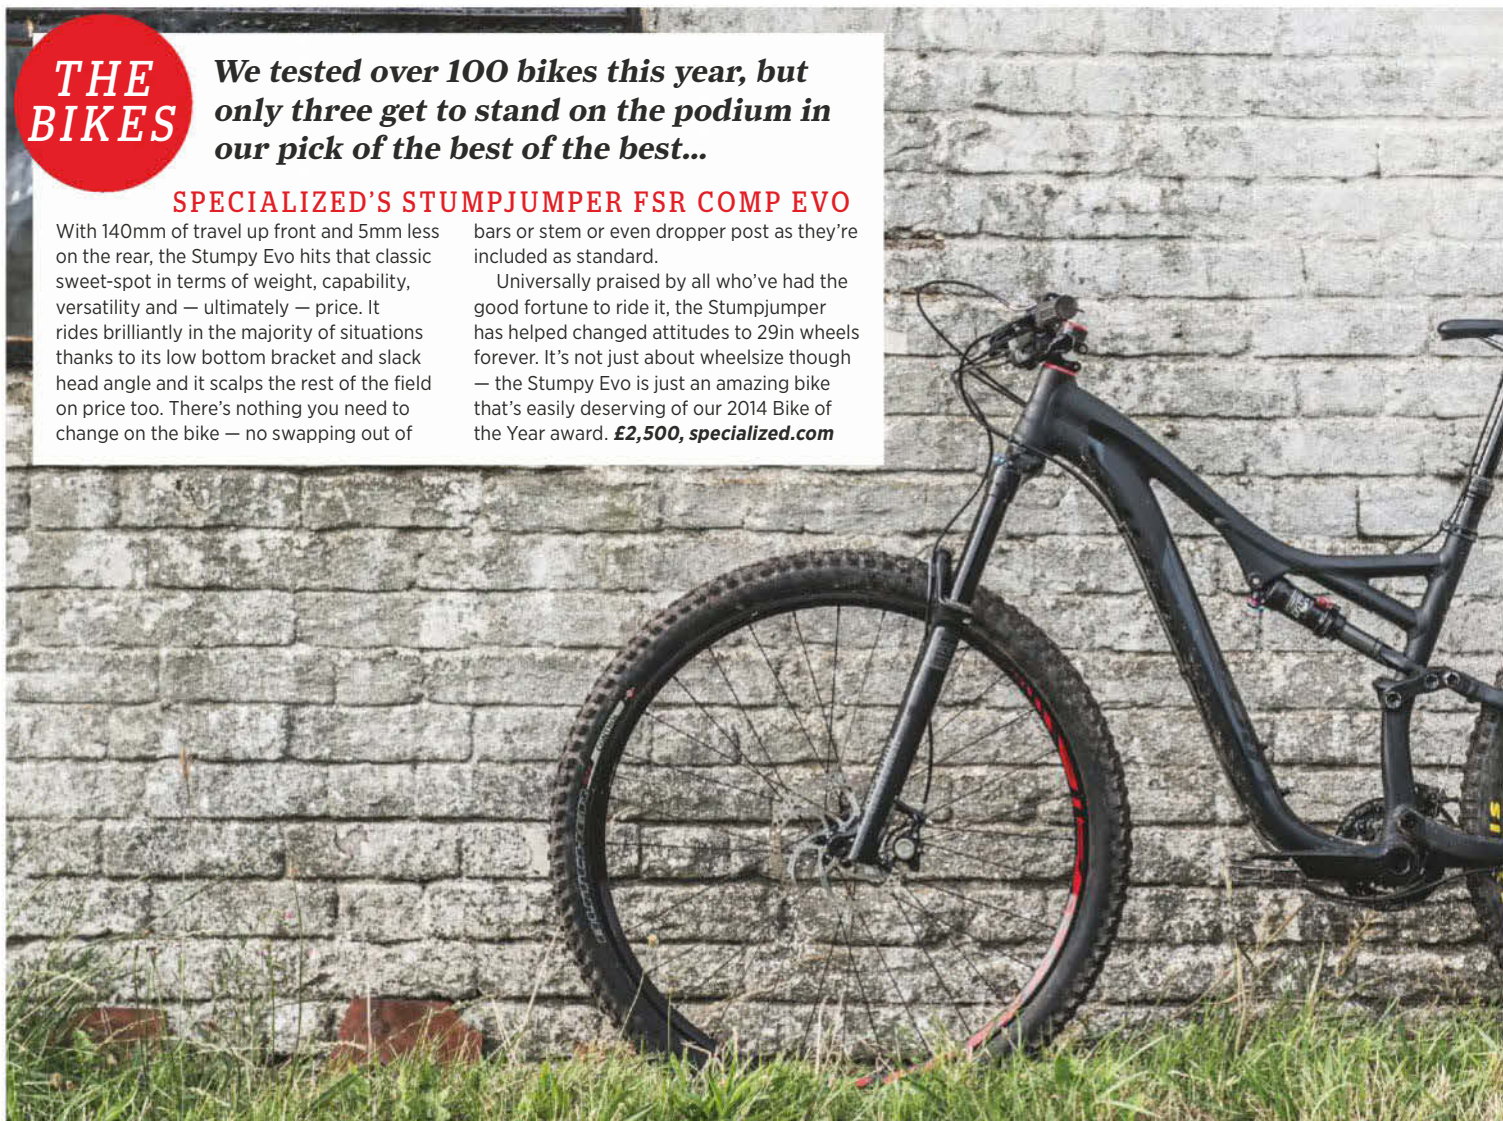 THE
BIKES
We tested over 100 bikes this year, but
only three get to stand on the podium in
our pick of the best of the best...
SPECIALIZED'S STUMPJUMPER FSR COMP EVO
With 140mm of travel up front and 5mm less
on the rear, the Stumpy Evo hits that classic
sweet-spot in terms of weight, capability,
versatility and — ultimately — price. It
rides brilliantly in the majority of situations
thanks to its low bottom bracket and slack
head angle and it scalps the rest of the field
on price too. There's nothing you need to
change on the bike — no swapping out of
bars or stem or even dropper post as they're
included as standard.
Universally praised by all who've had the
good fortune to ride it, the Stumpjumper
has helped changed attitudes to 29in wheels
forever. It's not just about wheelsize though
— the Stumpy Evo is just an amazing bike
that's easily deserving of our 2014 Bike of
the Year award. £2,500, specialized.com